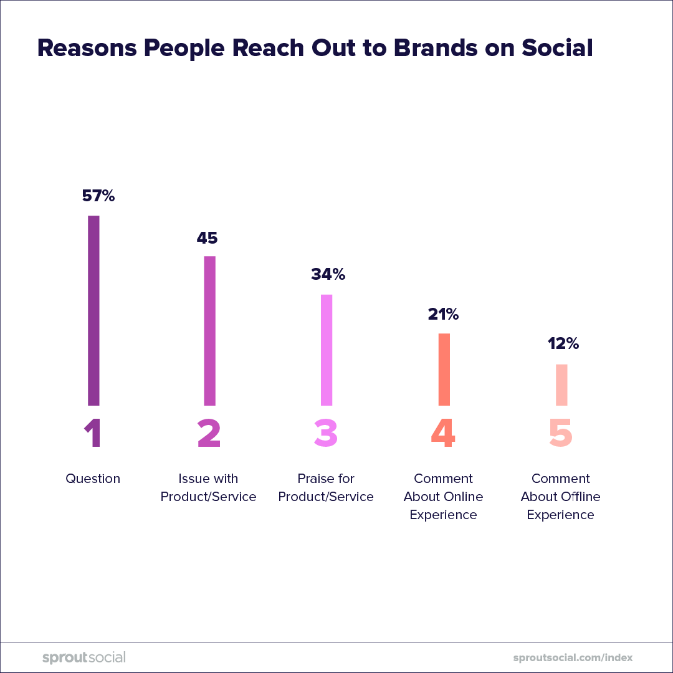 Reasons People Reach Out to Brands on Social
57%
45
34%
21%
12%
1
2
3
4
5
Question
Issue with
Product/Service
Praise for
Product/Service
Comment
About Online
Experience
Comment
About Offline
Experience
sproutsocial
sproutsocial.com/index